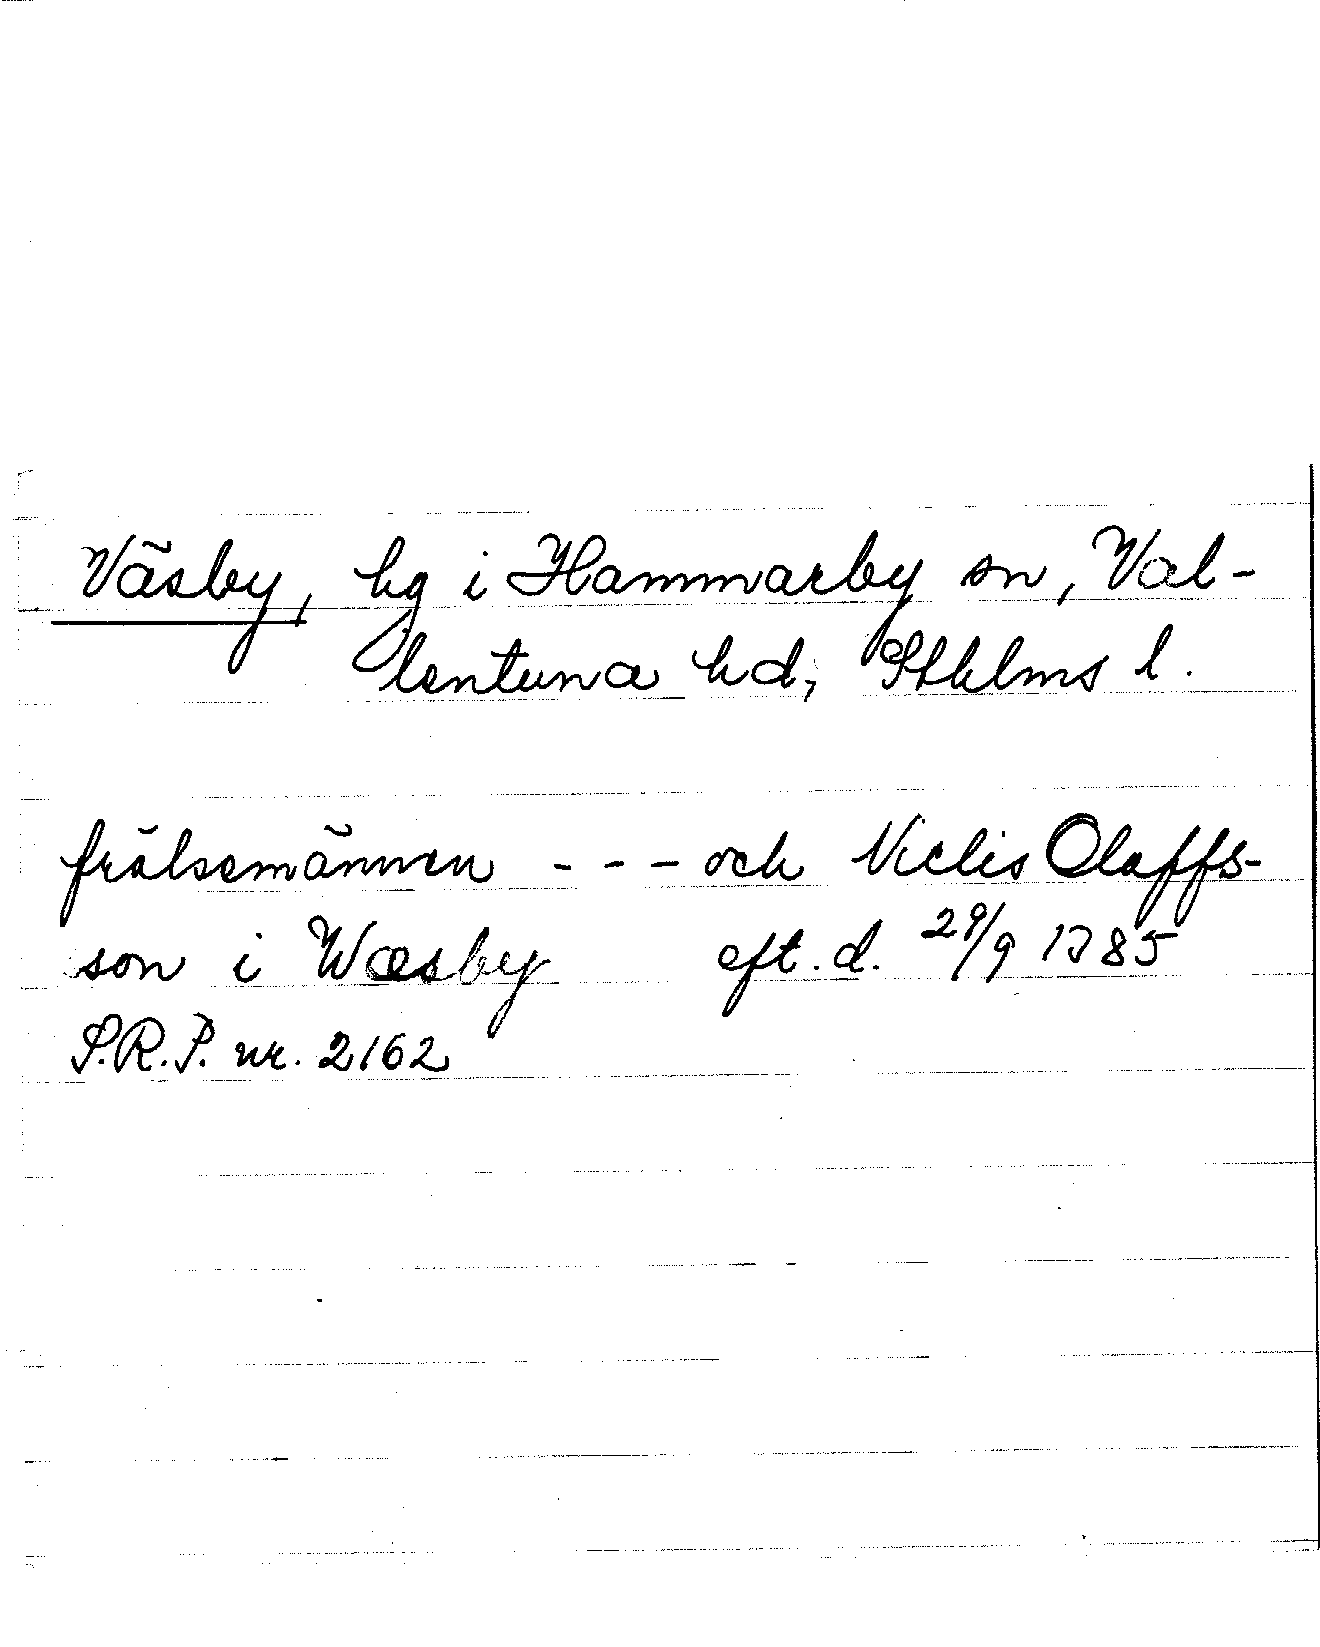 Väsby, hg i Hammarby sn, Val-
lentuna hd, Sthlms l.
frälsemännen - - - och Niclis Olaffs-
son i Wæsby eft. d. 29/9 1385
S.R.P. nr. 2162